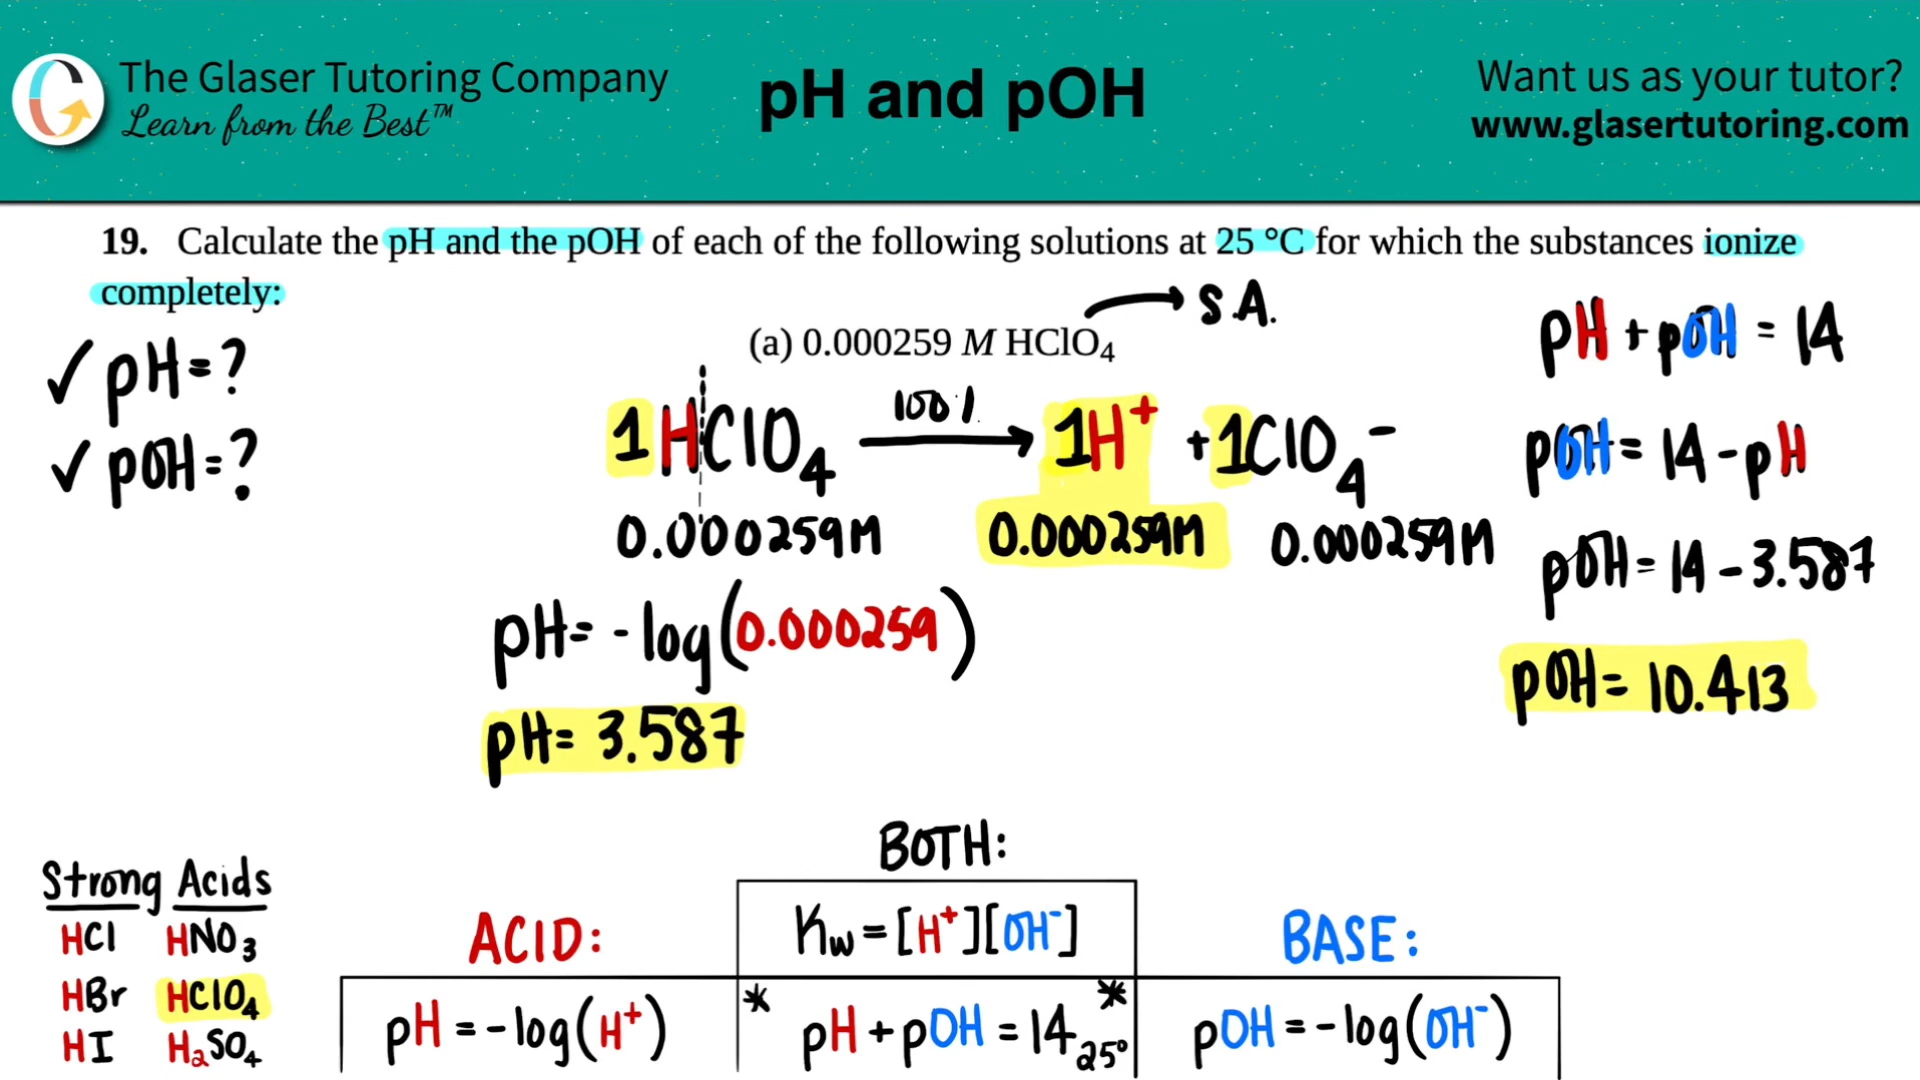 The Glaser Tutoring Company
Learn from the Best™
pH and pOH
Want us as your tutor?
www.glasertutoring.com
19. Calculate the pH and the pOH of each of the following solutions at 25 °C for which the substances ionize
completely:
(a) 0.000259 M HClO₄ → S.A.
✓ pH = ?
✓ pOH = ?
1HClO₄ 100% → 1H⁺ + 1ClO₄⁻
0.000259M 0.000259M 0.000259M
pH = -log(0.000259)
pH = 3.587
pH + pOH = 14
pOH = 14 - pH
pOH = 14 - 3.587
pOH = 10.413
Strong Acids
HCl HNO₃
HBr HClO₄
HI H₂SO₄
ACID:
pH = -log(H⁺)
BOTH:
Kw = [H⁺][OH⁻]
* pH + pOH = 14 25° *
BASE:
pOH = -log(OH⁻)